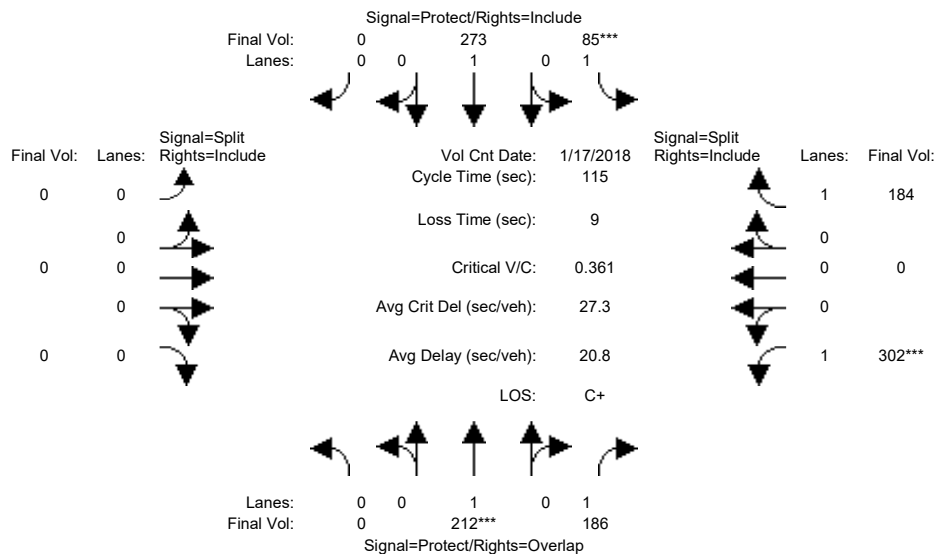 Signal=Protect/Rights=Include
Final Vol: 0 273 85***
Lanes: 0 0 1 0 1
Signal=Split
Final Vol: Lanes: Rights=Include
Vol Cnt Date: 1/17/2018
Signal=Split
Rights=Include Lanes: Final Vol:
Cycle Time (sec): 115
0 0
1 184
Loss Time (sec): 9
0
0
0 0
Critical V/C: 0.361
0 0
0
Avg Crit Del (sec/veh): 27.3
0
0 0
Avg Delay (sec/veh): 20.8
1 302***
LOS: C+
Lanes: 0 0 1 0 1
Final Vol: 0 212*** 186
Signal=Protect/Rights=Overlap